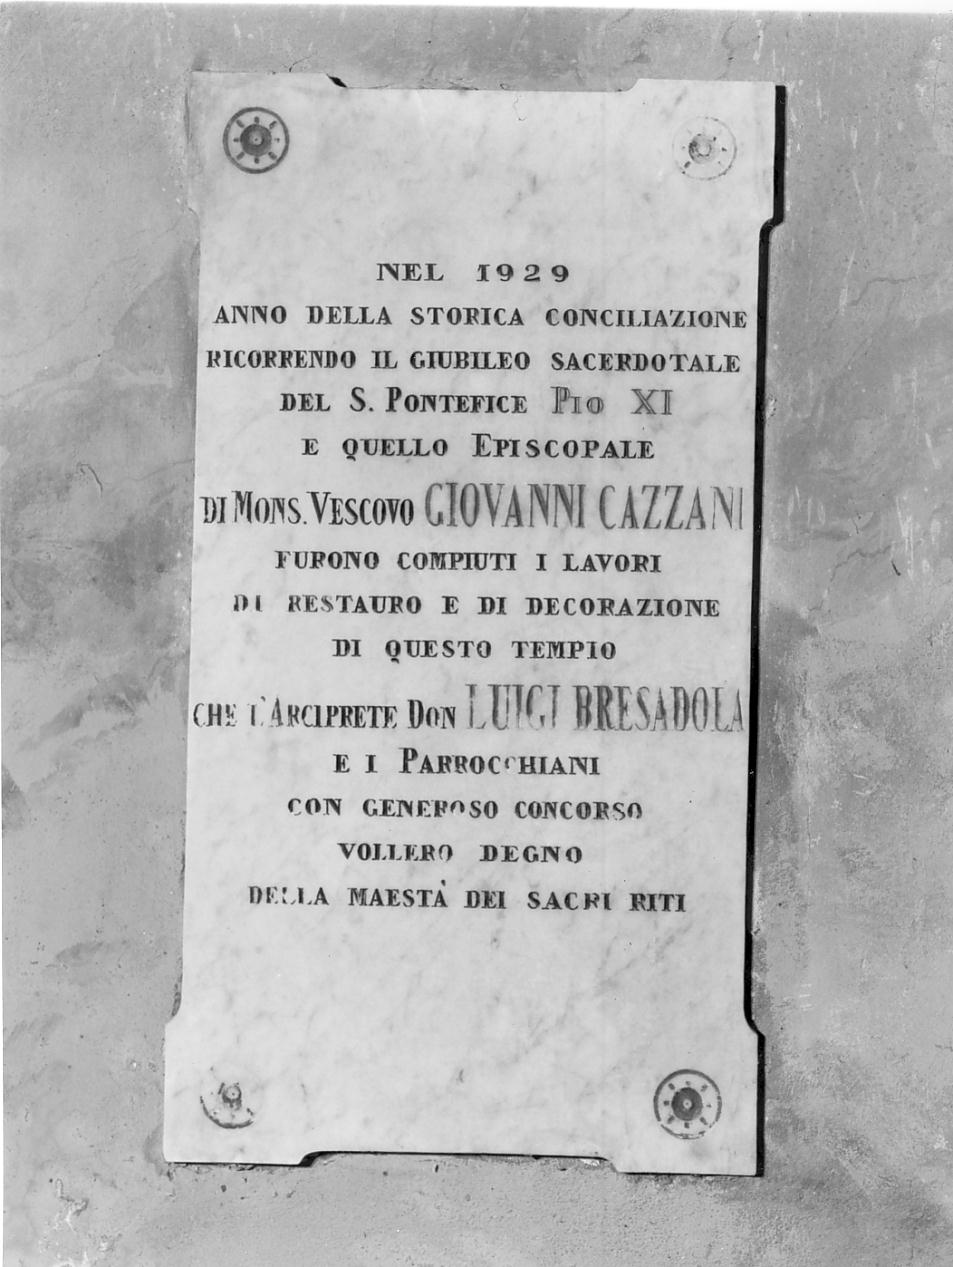 NEL 1929
ANNO DELLA STORICA CONCILIAZIONE
RICORRENDO IL GIUBILEO SACERDOTALE
DEL S. PONTEFICE PIO XI
E QUELLO EPISCOPALE
DI MONS. VESCOVO GIOVANNI CAZZANI
FURONO COMPIUTI I LAVORI
DI RESTAURO E DI DECORAZIONE
DI QUESTO TEMPIO
CHE L'ARCIPRETE DON LUIGI BRESADOLA
E I PARROCCHIANI
CON GENEROSO CONCORSO
VOLLERO DEGNO
DELLA MAESTÀ DEI SACRI RITI